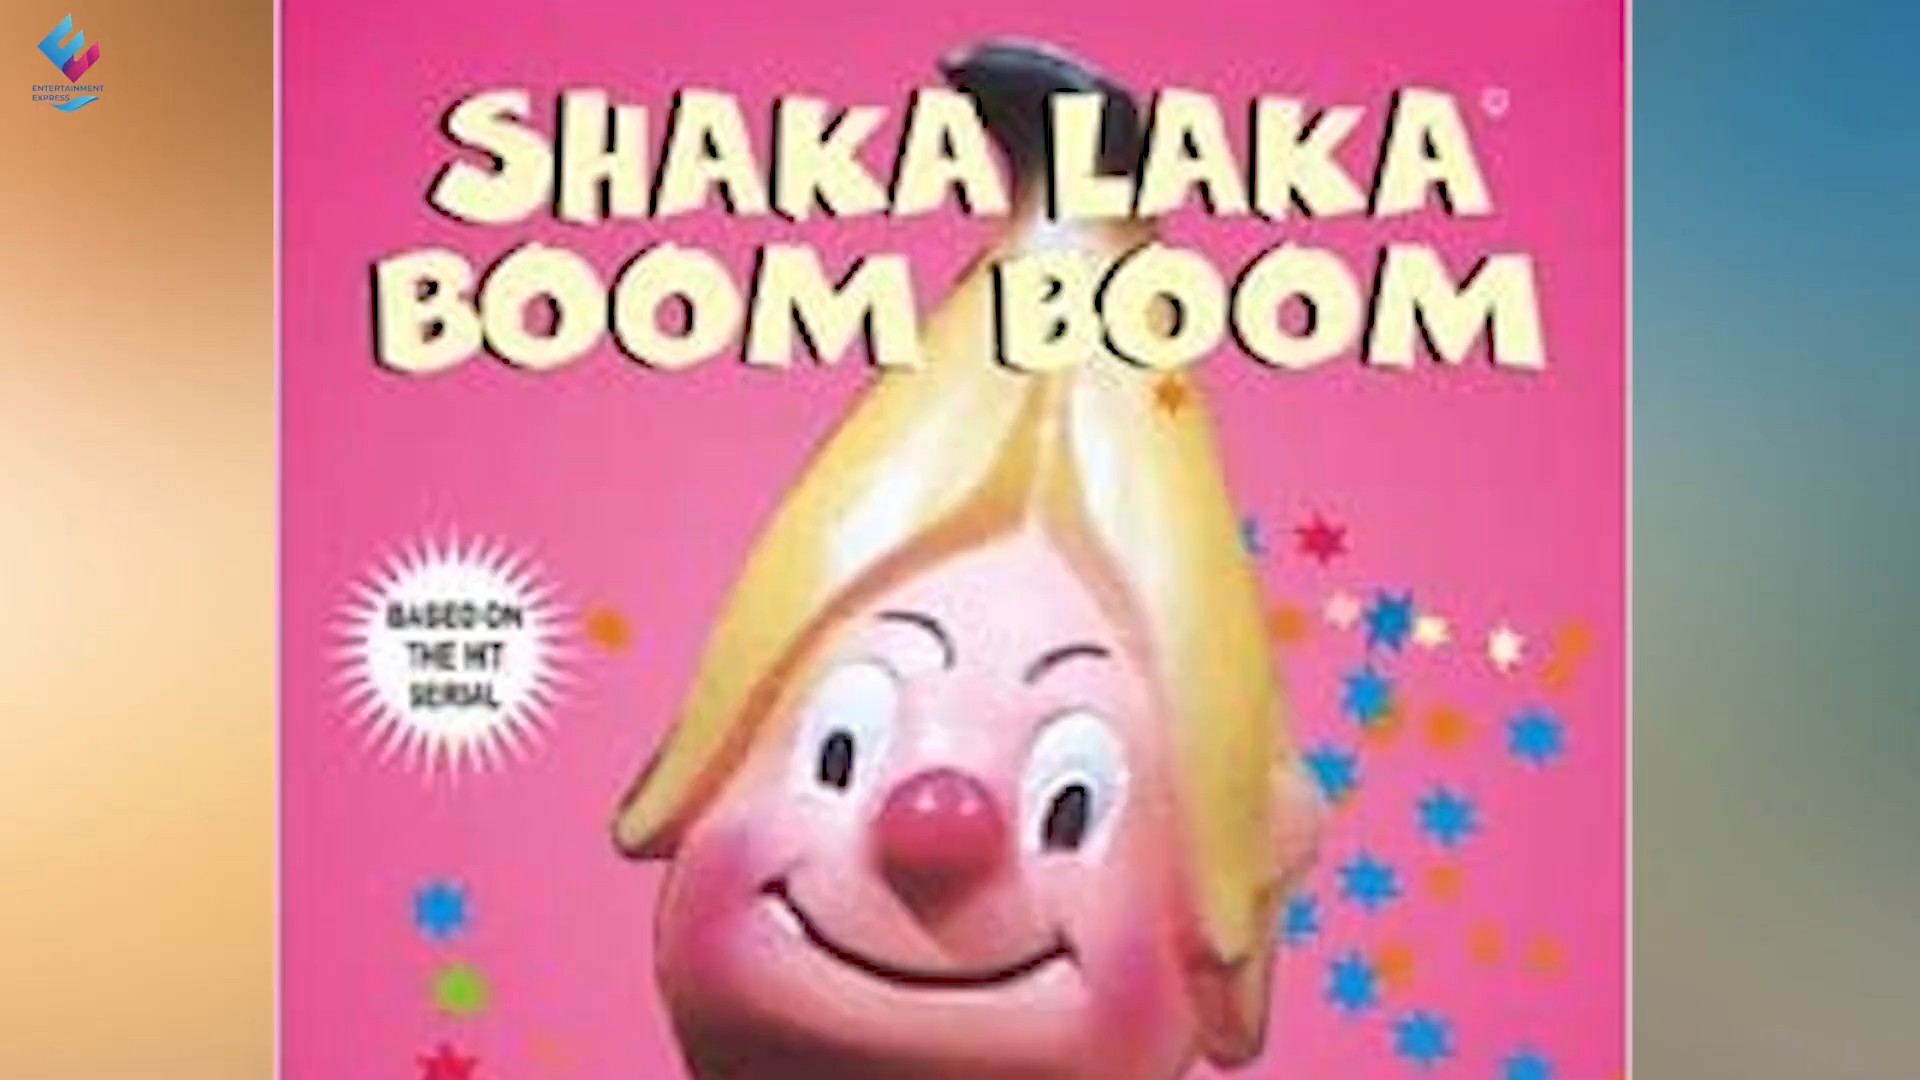 ENTERTAINMENT
EXPRESS
SHAKA LAKA ©
BOOM BOOM
BASED ON
THE HIT
SERIAL